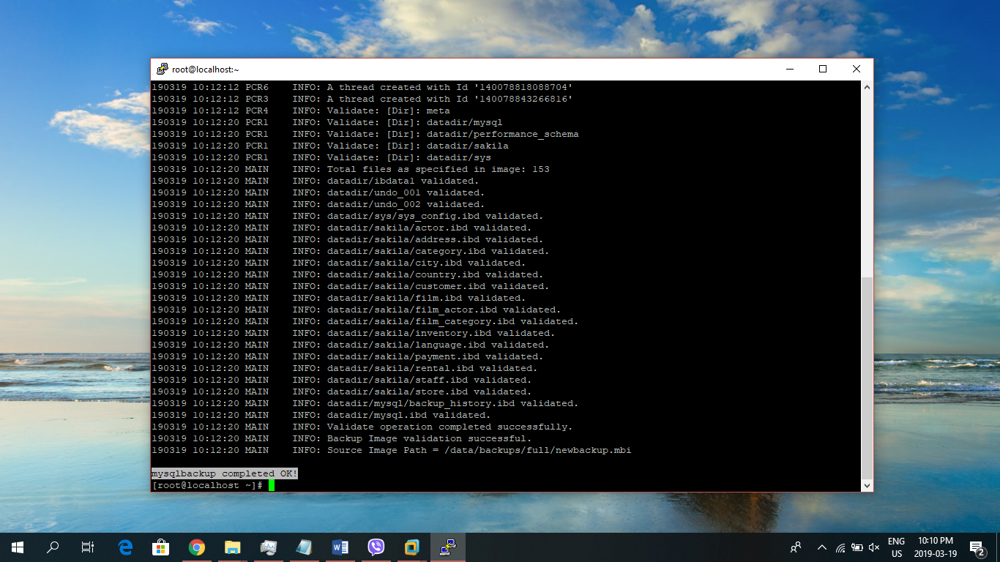 root@localhost:~
190319 10:12:12 PCR6    INFO: A thread created with Id '140078818088704'
190319 10:12:12 PCR3    INFO: A thread created with Id '140078843266816'
190319 10:12:12 PCR4    INFO: Validate: [Dir]: meta
190319 10:12:20 PCR1    INFO: Validate: [Dir]: datadir/mysql
190319 10:12:20 PCR1    INFO: Validate: [Dir]: datadir/performance_schema
190319 10:12:20 PCR1    INFO: Validate: [Dir]: datadir/sakila
190319 10:12:20 PCR1    INFO: Validate: [Dir]: datadir/sys
190319 10:12:20 MAIN    INFO: Total files as specified in image: 153
190319 10:12:20 MAIN    INFO: datadir/ibdata1 validated.
190319 10:12:20 MAIN    INFO: datadir/undo_001 validated.
190319 10:12:20 MAIN    INFO: datadir/undo_002 validated.
190319 10:12:20 MAIN    INFO: datadir/sys/sys_config.ibd validated.
190319 10:12:20 MAIN    INFO: datadir/sakila/actor.ibd validated.
190319 10:12:20 MAIN    INFO: datadir/sakila/address.ibd validated.
190319 10:12:20 MAIN    INFO: datadir/sakila/category.ibd validated.
190319 10:12:20 MAIN    INFO: datadir/sakila/city.ibd validated.
190319 10:12:20 MAIN    INFO: datadir/sakila/country.ibd validated.
190319 10:12:20 MAIN    INFO: datadir/sakila/customer.ibd validated.
190319 10:12:20 MAIN    INFO: datadir/sakila/film.ibd validated.
190319 10:12:20 MAIN    INFO: datadir/sakila/film_actor.ibd validated.
190319 10:12:20 MAIN    INFO: datadir/sakila/film_category.ibd validated.
190319 10:12:20 MAIN    INFO: datadir/sakila/inventory.ibd validated.
190319 10:12:20 MAIN    INFO: datadir/sakila/language.ibd validated.
190319 10:12:20 MAIN    INFO: datadir/sakila/payment.ibd validated.
190319 10:12:20 MAIN    INFO: datadir/sakila/rental.ibd validated.
190319 10:12:20 MAIN    INFO: datadir/sakila/staff.ibd validated.
190319 10:12:20 MAIN    INFO: datadir/sakila/store.ibd validated.
190319 10:12:20 MAIN    INFO: datadir/mysql/backup_history.ibd validated.
190319 10:12:20 MAIN    INFO: datadir/mysql.ibd validated.
190319 10:12:20 MAIN    INFO: Validate operation completed successfully.
190319 10:12:20 MAIN    INFO: Backup Image validation successful.
190319 10:12:20 MAIN    INFO: Source Image Path = /data/backups/full/newbackup.mbi
mysqlbackup completed OK!
[root@localhost ~]#
ENG
US
10:10 PM
2019-03-19
2